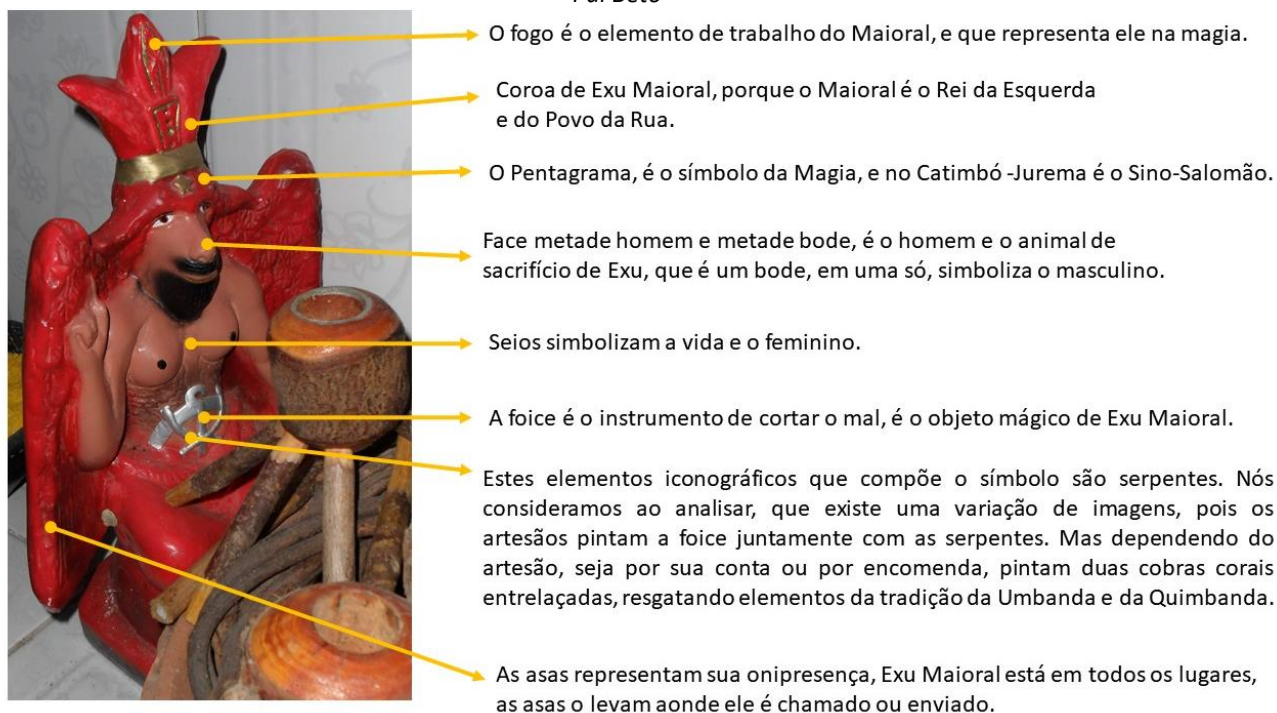 Pai Beto
O fogo é o elemento de trabalho do Maioral, e que representa ele na magia.
Coroa de Exu Maioral, porque o Maioral é o Rei da Esquerda
e do Povo da Rua.
O Pentagrama, é o símbolo da Magia, e no Catimbó -Jurema é o Sino-Salomão.
Face metade homem e metade bode, é o homem e o animal de
sacrifício de Exu, que é um bode, em uma só, simboliza o masculino.
Seios simbolizam a vida e o feminino.
A foice é o instrumento de cortar o mal, é o objeto mágico de Exu Maioral.
Estes elementos iconográficos que compõe o símbolo são serpentes. Nós
consideramos ao analisar, que existe uma variação de imagens, pois os
artesãos pintam a foice juntamente com as serpentes. Mas dependendo do
artesão, seja por sua conta ou por encomenda, pintam duas cobras corais
entrelaçadas, resgatando elementos da tradição da Umbanda e da Quimbanda.
As asas representam sua onipresença, Exu Maioral está em todos os lugares,
as asas o levam aonde ele é chamado ou enviado.